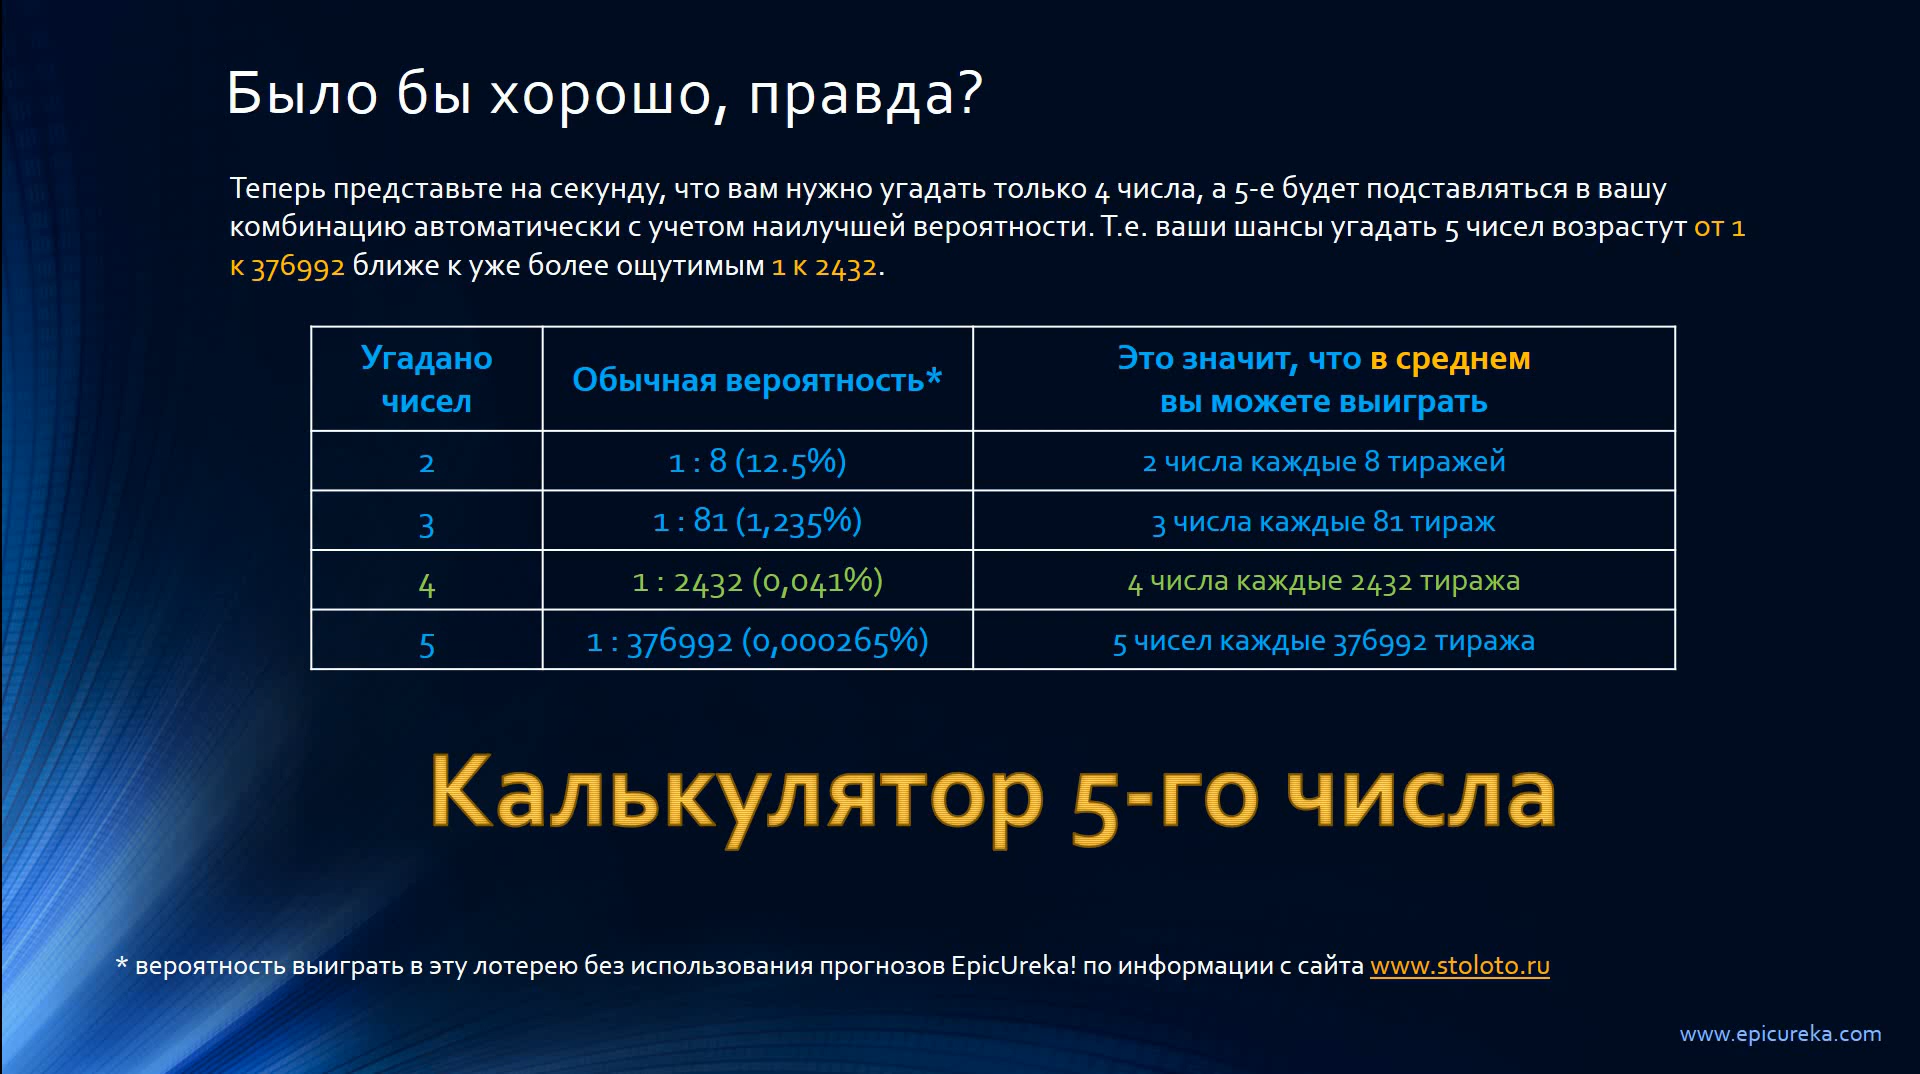 Было бы хорошо, правда?
Теперь представьте на секунду, что вам нужно угадать только 4 числа, а 5-е будет подставляться в вашу
комбинацию автоматически с учетом наилучшей вероятности. Т.е. ваши шансы угадать 5 чисел возрастут от 1
к 376992 ближе к уже более ощутимым 1 к 2432.
Угадано
чисел
Обычная вероятность*
Это значит, что в среднем
вы можете выиграть
2
1 : 8 (12.5%)
2 числа каждые 8 тиражей
3
1 : 81 (1,235%)
3 числа каждые 81 тираж
4
1 : 2432 (0,041%)
4 числа каждые 2432 тиража
5
1 : 376992 (0,000265%)
5 чисел каждые 376992 тиража
Калькулятор 5-го числа
* вероятность выиграть в эту лотерею без использования прогнозов EpicUreka! по информации с сайта www.stoloto.ru
www.epicureka.com